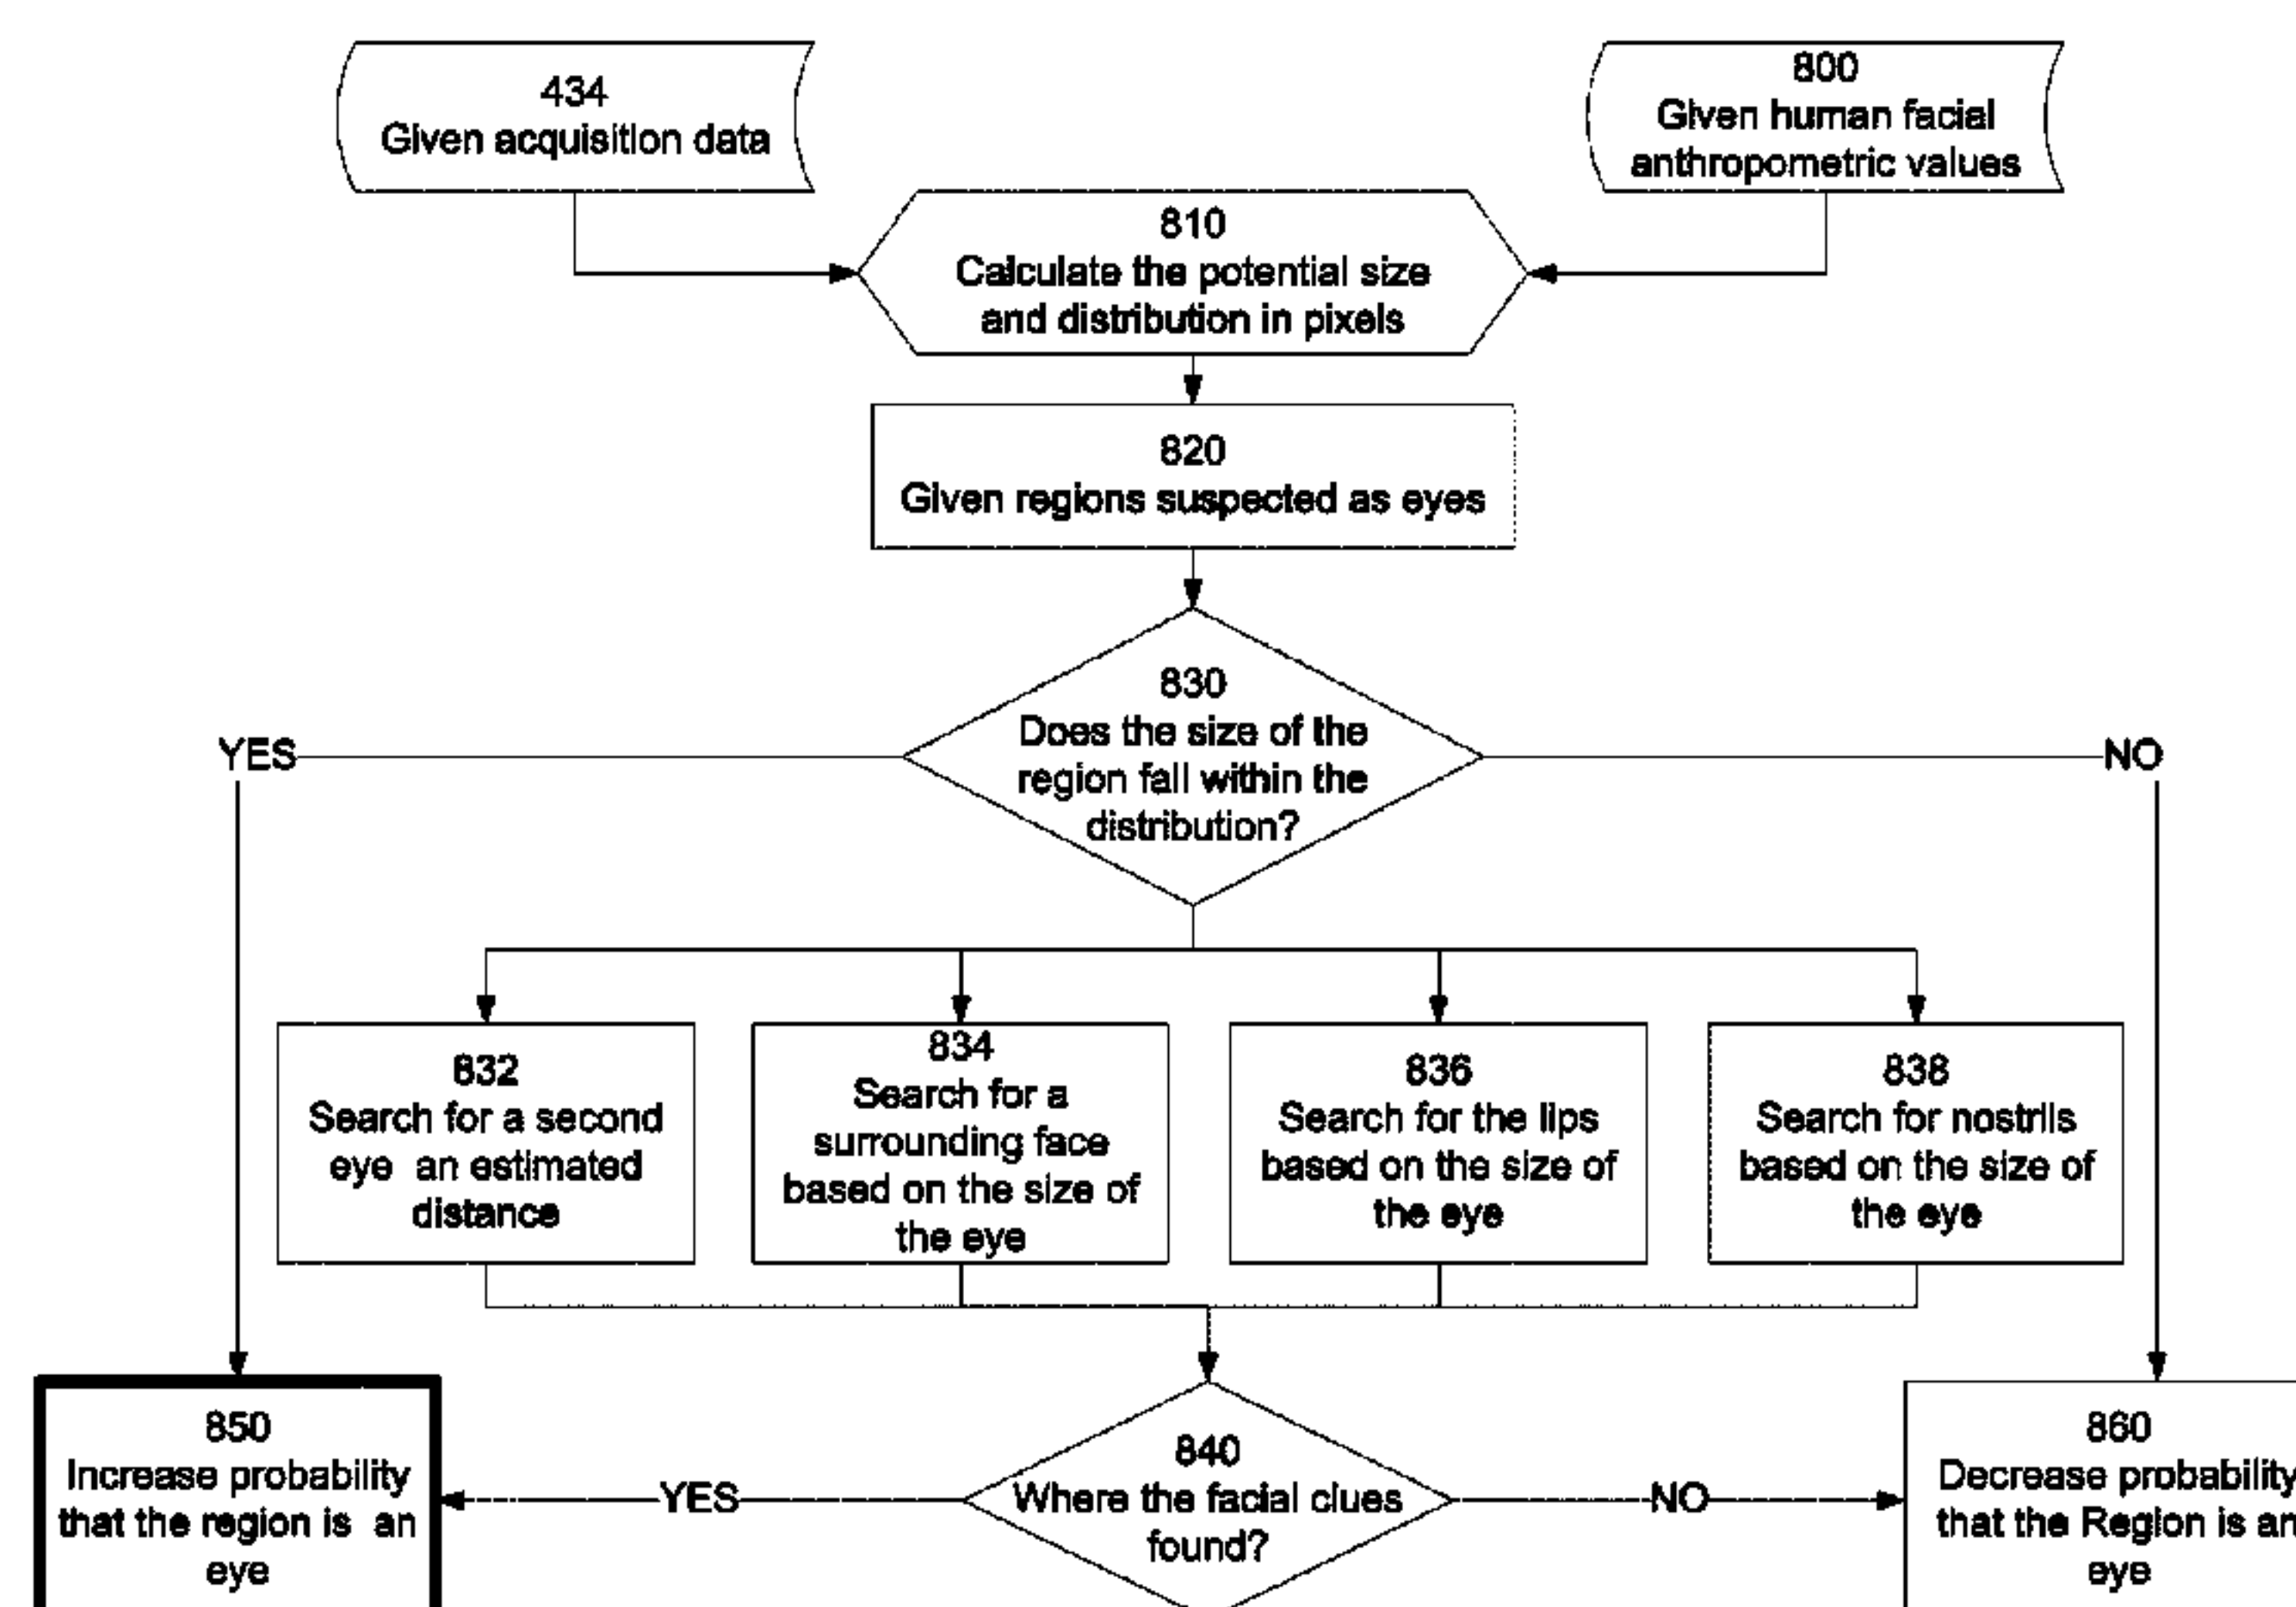 434
Given acquisition data
800
Given human facial
anthropometric values
810
Calculate the potential size
and distribution in pixels
820
Given regions suspected as eyes
830
Does the size of the
region fall within the
distribution?
YES
NO
832
Search for a second
eye an estimated
distance
834
Search for a
surrounding face
based on the size of
the eye
836
Search for the lips
based on the size of
the eye
838
Search for nostrils
based on the size of
the eye
850
Increase probability
that the region is an
eye
YES
840
Where the facial clues
found?
NO
860
Decrease probability
that the Region is an
eye